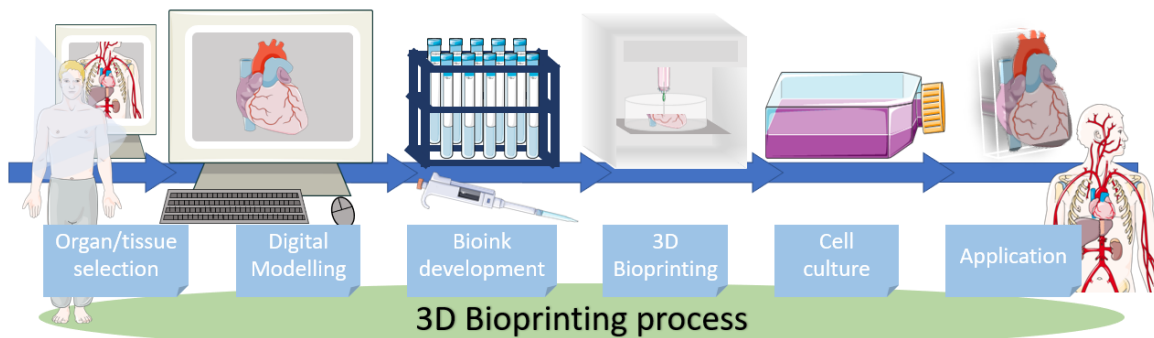 Organ/tissue
selection
Digital
Modelling
Bioink
development
3D
Bioprinting
Cell
culture
Application
3D Bioprinting process